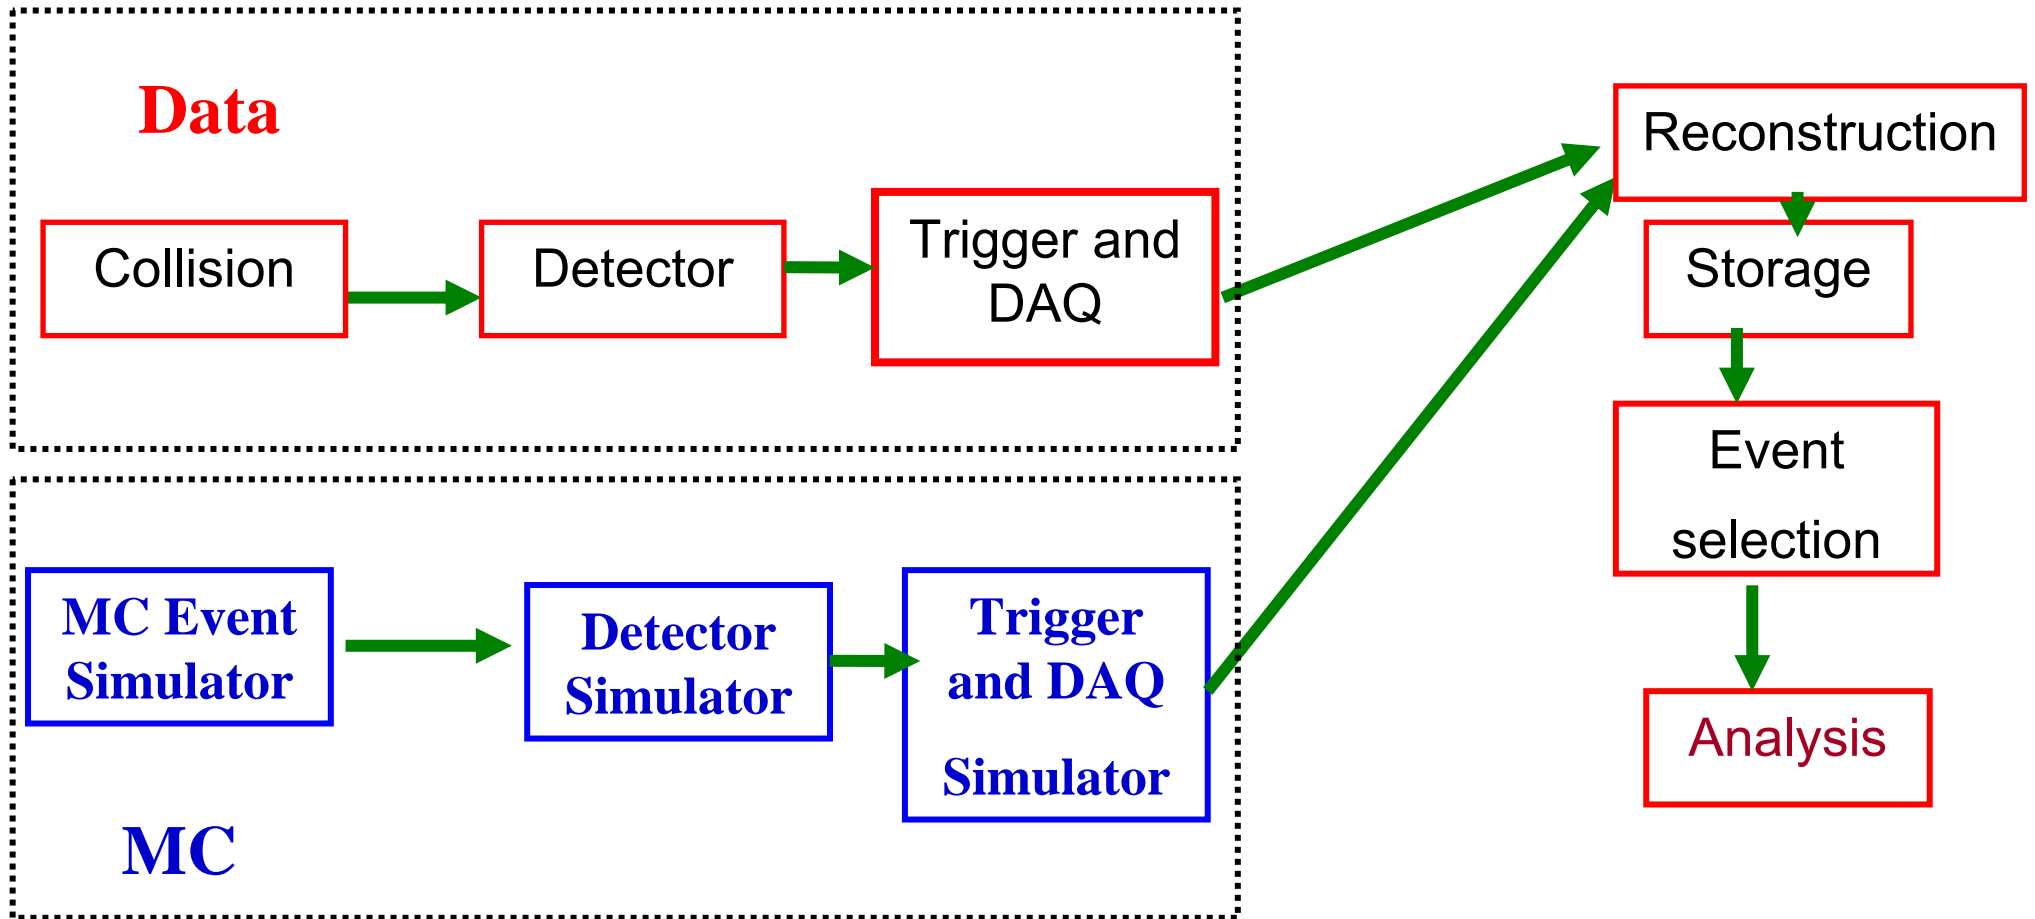 Data
Collision
Detector
Trigger and
DAQ
Reconstruction
Storage
Event
selection
Analysis
MC Event
Simulator
Detector
Simulator
Trigger
and DAQ
Simulator
MC